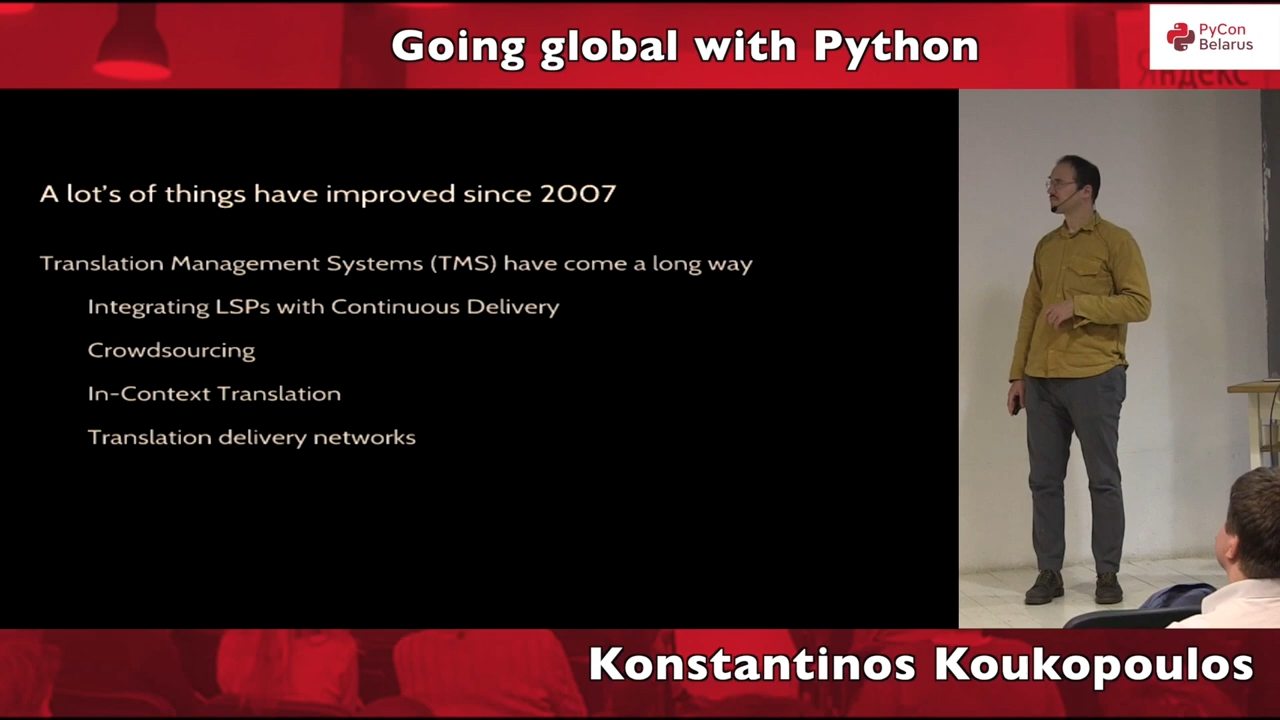 Going global with Python
PyCon
Belarus
Яндекс
A lot's of things have improved since 2007
Translation Management Systems (TMS) have come a long way
Integrating LSPs with Continuous Delivery
Crowdsourcing
In-Context Translation
Translation delivery networks
Konstantinos Koukopoulos